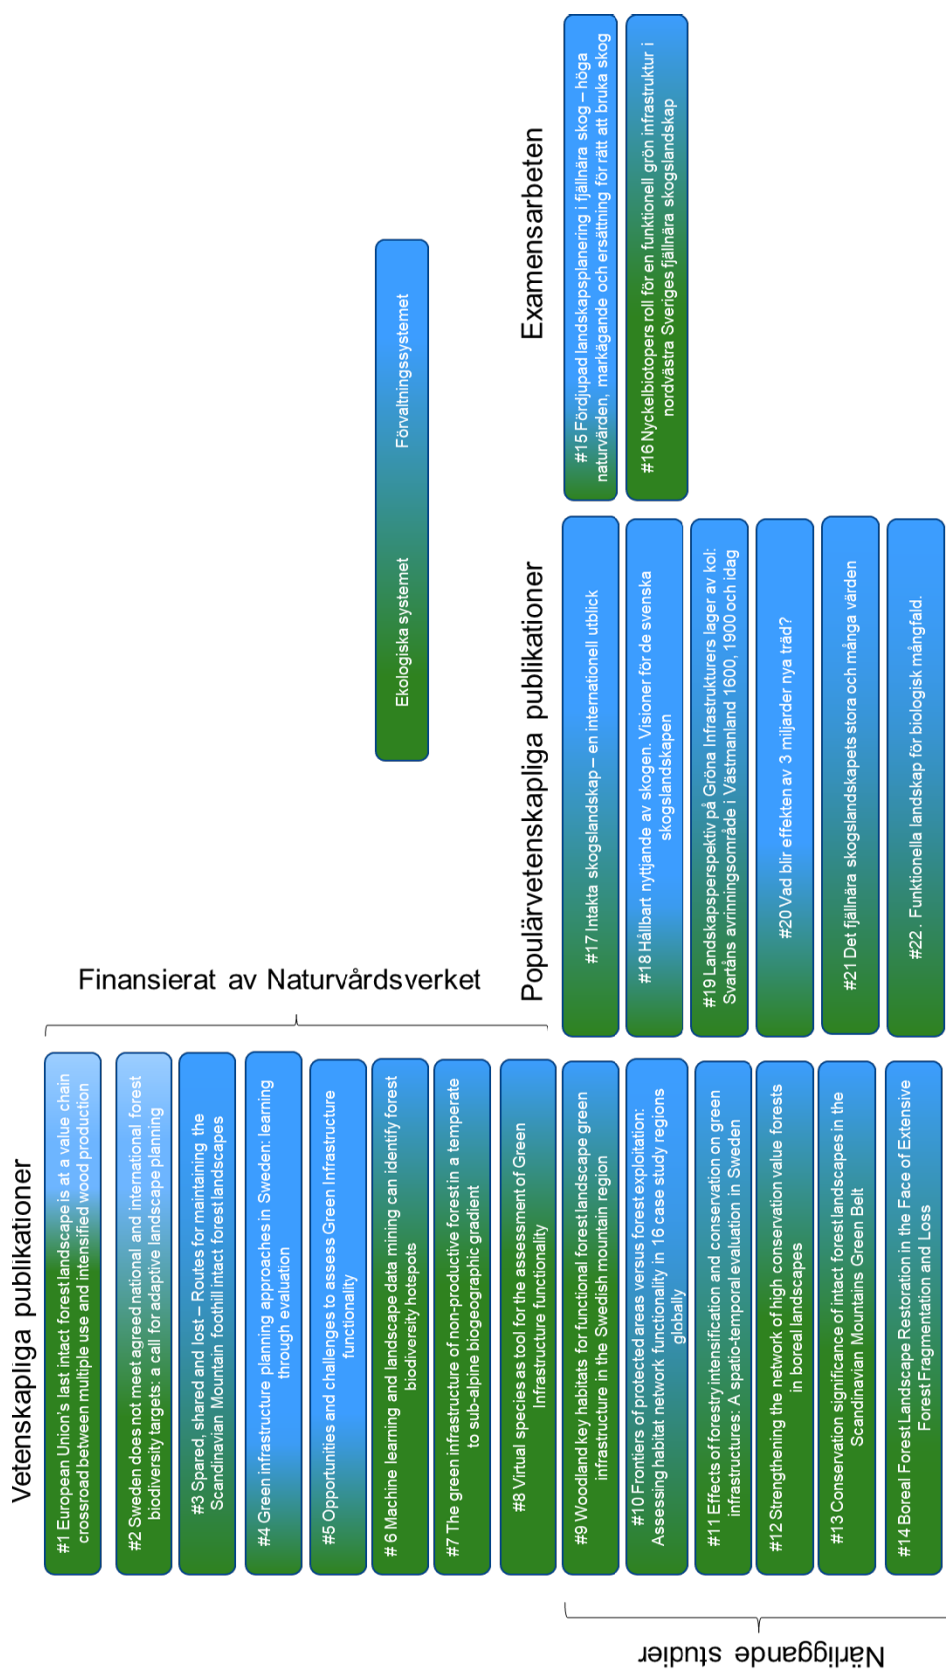 Vetenskapliga publikationer
#1 European Union's last intact forest landscape is at a value chain
crossroad between multiple use and intensified wood production
#2 Sweden does not meet agreed national and international forest
biodiversity targets: a call for adaptive landscape planning
#3 Spared, shared and lost – Routes for maintaining the
Scandinavian Mountain foothill intact forest landscapes
#4 Green infrastructure planning approaches in Sweden: learning
through evaluation
#5 Opportunities and challenges to assess Green Infrastructure
functionality
# 6 Machine learning and landscape data mining can identify forest
biodiversity hotspots
#7 The green infrastructure of non-productive forest in a temperate
to sub-alpine biogeographic gradient
#8 Virtual species as tool for the assessment of Green
Infrastructure functionality
#9 Woodland key habitats for functional forest landscape green
infrastructure in the Swedish mountain region
#10 Frontiers of protected areas versus forest exploitation:
Assessing habitat network functionality in 16 case study regions
globally
#11 Effects of forestry intensification and conservation on green
infrastructures: A spatio-temporal evaluation in Sweden
#12 Strengthening the network of high conservation value forests
in boreal landscapes
#13 Conservation significance of intact forest landscapes in the
Scandinavian Mountains Green Belt
#14 Boreal Forest Landscape Restoration in the Face of Extensive
Forest Fragmentation and Loss
Finansierat av Naturvårdsverket
Närliggande studier
Populärvetenskapliga publikationer
#17 Intakta skogslandskap – en internationell utblick
#18 Hållbart nyttjande av skogen. Visioner för de svenska
skogslandskapen
#19 Landskapsperspektiv på Gröna Infrastrukturers lager av kol:
Svartåns avrinningsområde i Västmanland 1600, 1900 och idag
#20 Vad blir effekten av 3 miljarder nya träd?
#21 Det fjällnära skogslandskapets stora och många värden
#22 . Funktionella landskap för biologisk mångfald.
Ekologiska systemet Förvaltningssystemet
Examensarbeten
#15 Fördjupad landskapsplanering i fjällnära skog – höga
naturvärden, markägande och ersättning för rätt att bruka skog
#16 Nyckelbiotopers roll för en funktionell grön infrastruktur i
nordvästra Sveriges fjällnära skogslandskap